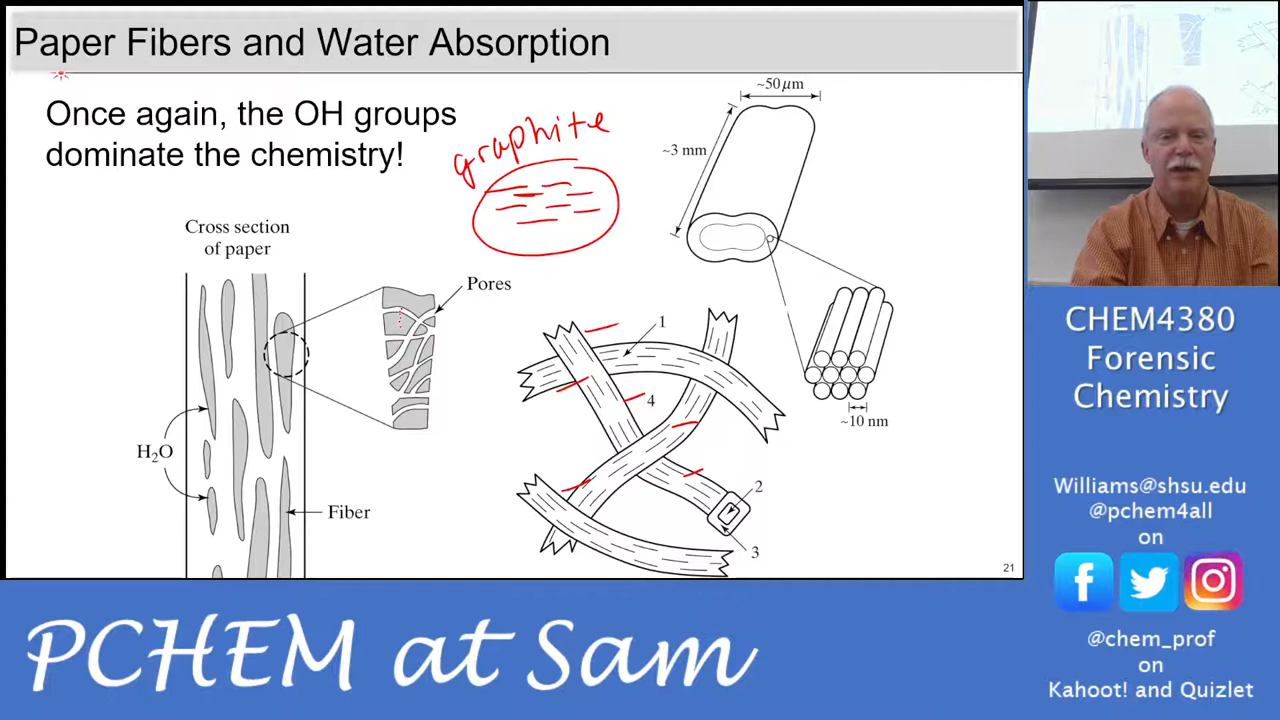 Paper Fibers and Water Absorption
Once again, the OH groups
dominate the chemistry!
graphite
~50 µm
~3 mm
Cross section
of paper
Pores
H₂O
Fiber
1
4
2
3
~10 nm
21
CHEM4380
Forensic
Chemistry
Williams@shsu.edu
@pchem4all
on
f
@chem_prof
on
Kahoot! and Quizlet
PCHEM at Sam